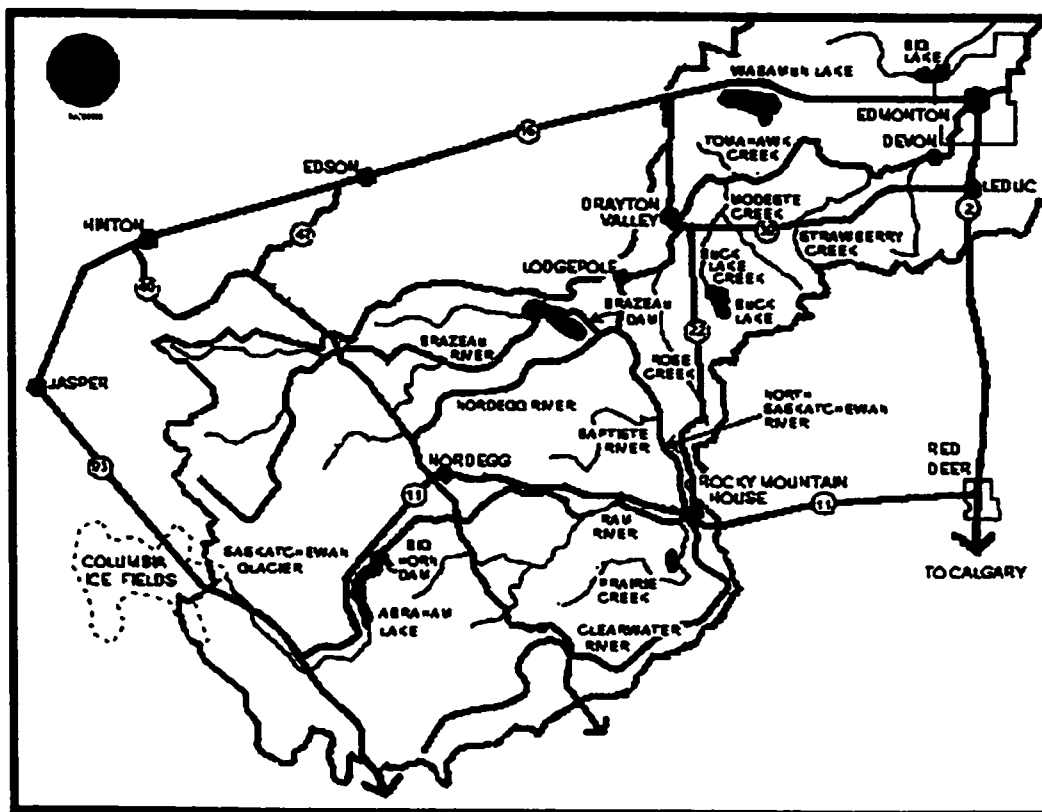 BIG
LAKE
WABAMUN LAKE
EDMONTON
DEVON
16
TOMAHAWK
CREEK
EDSON
LEDUC
MODESTE
CREEK
DRAYTON
VALLEY
2
HINTON
47
39
STRAWBERRY
CREEK
BUCK
LAKE
CREEK
LODGEPOLE
40
BRAZEAU
DAM
BUCK
LAKE
22
BRAZEAU
RIVER
ROSE
CREEK
JASPER
NORDEGG RIVER
NORTH
SASKATCHEWAN
RIVER
BAPTISTE
RIVER
RED
DEER
93
NORDEGG
ROCKY MOUNTAIN
HOUSE
11
11
RAM
RIVER
COLUMBIA
ICE FIELDS
SASKATCHEWAN
GLACIER
BIG
HORN
DAM
TO CALGARY
PRAIRIE
CREEK
ABRAHAM
LAKE
CLEARWATER
RIVER